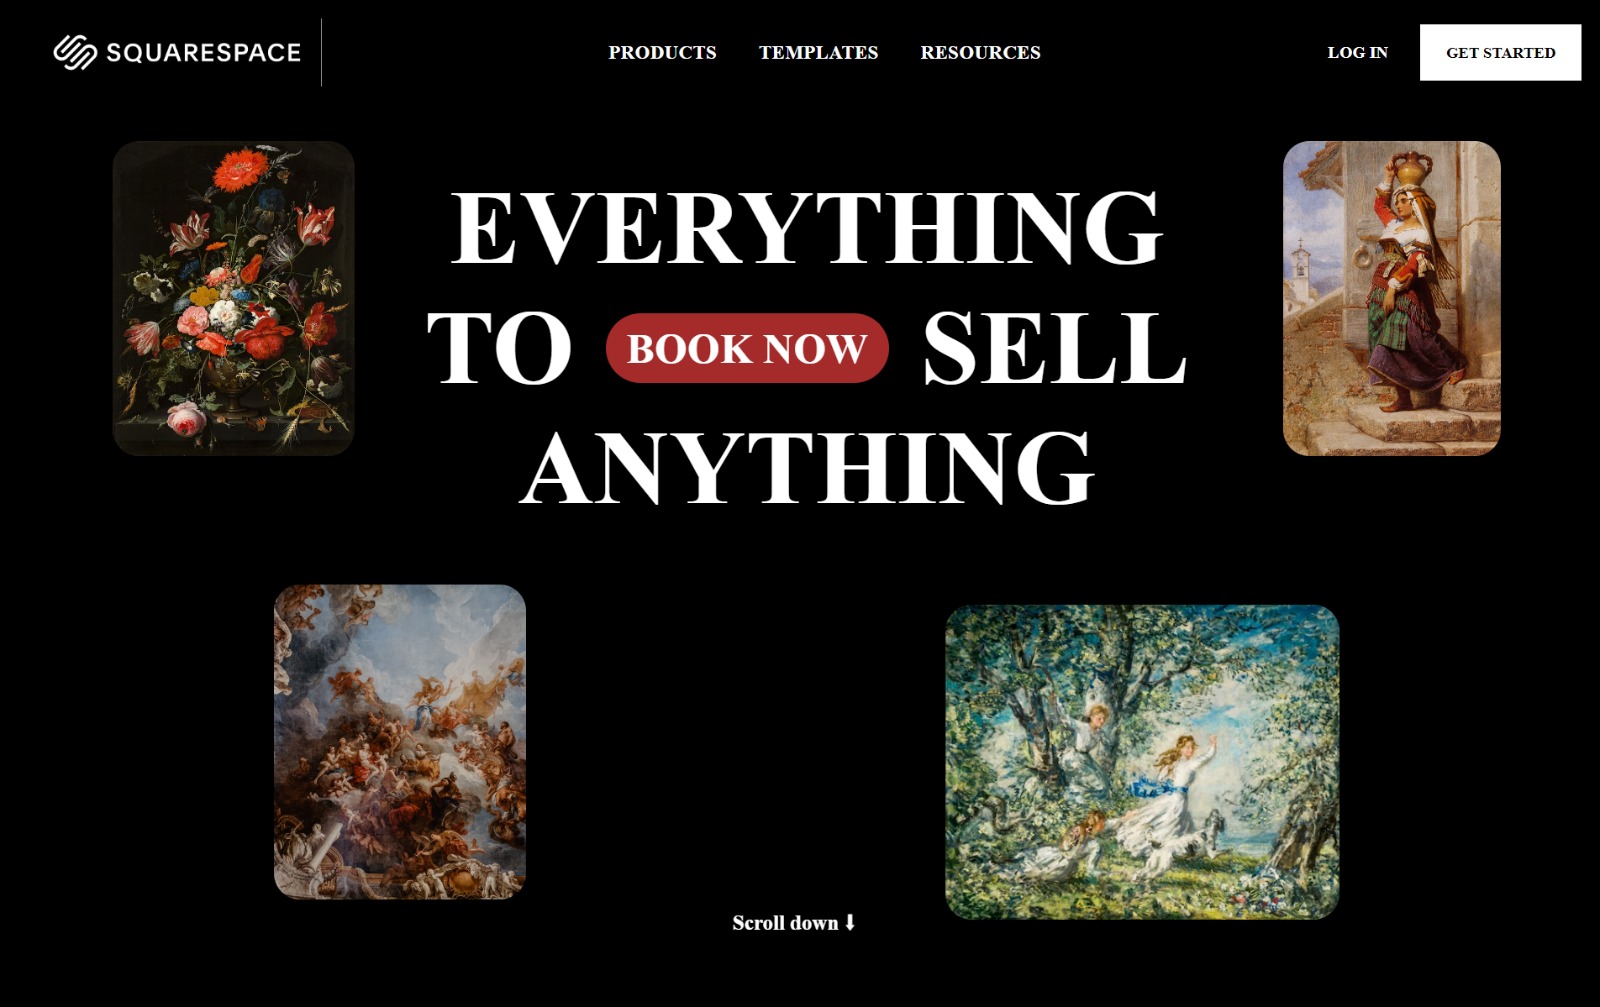 SQUARESPACE
PRODUCTS TEMPLATES RESOURCES
LOG IN GET STARTED
EVERYTHING
TO BOOK NOW SELL
ANYTHING
Scroll down ⬇